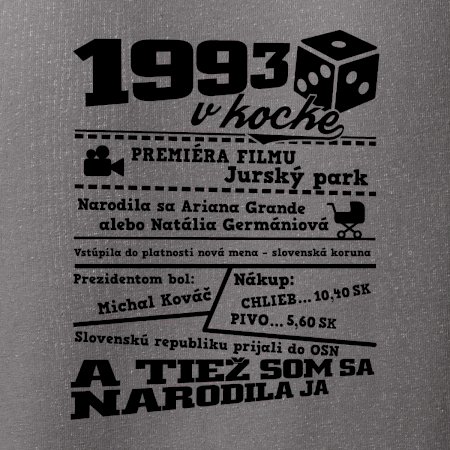 1993
v kocke
PREMIÉRA FILMU
Jurský park
Narodila sa Ariana Grande
alebo Natália Germániová
Vstúpila do platnosti nová mena - slovenská koruna
Prezidentom bol:
Michal Kováč
Nákup:
CHLIEB... 10,40 SK
PIVO... 5,60 SK
Slovenskú republiku prijali do OSN
A TIEŽ SOM SA
NARODILA JA